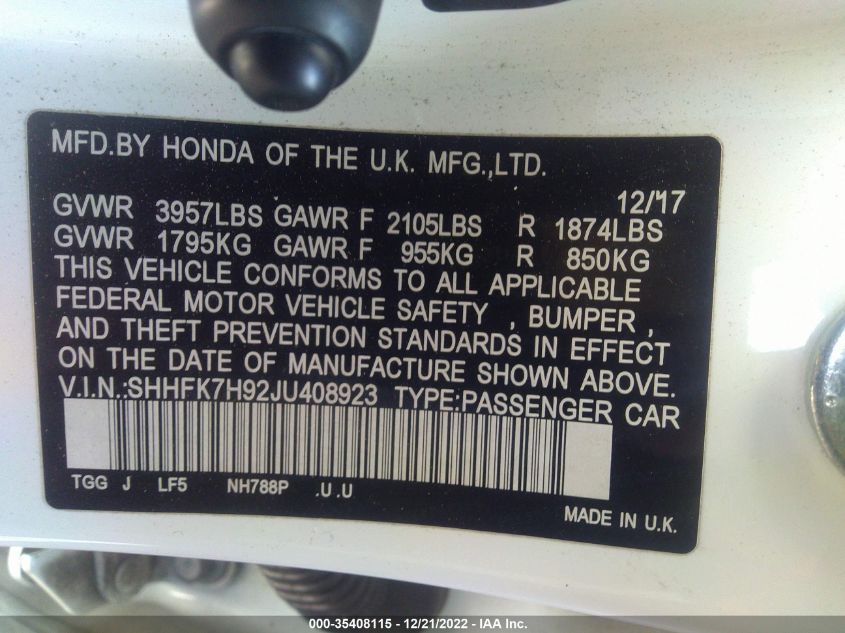 MFD.BY HONDA OF THE U.K. MFG.,LTD.
12/17
GVWR 3957LBS GAWR F 2105LBS R 1874LBS
GVWR 1795KG GAWR F 955KG R 850KG
THIS VEHICLE CONFORMS TO ALL APPLICABLE
FEDERAL MOTOR VEHICLE SAFETY , BUMPER ,
AND THEFT PREVENTION STANDARDS IN EFFECT
ON THE DATE OF MANUFACTURE SHOWN ABOVE.
V.I.N.:SHHFK7H92JU408923 TYPE:PASSENGER CAR
TGG J LF5 NH788P .U .U
MADE IN U.K.
000-35408115 - 12/21/2022 - IAA Inc.